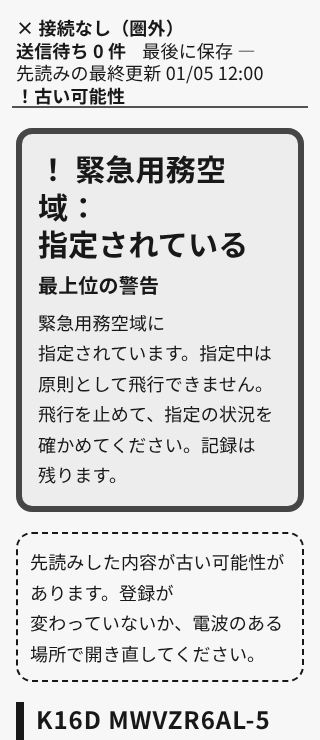 × 接続なし（圏外）
送信待ち 0 件　最後に保存 —
先読みの最終更新 01/05 12:00
！古い可能性
！ 緊急用務空
域：
指定されている
最上位の警告
緊急用務空域に
指定されています。指定中は
原則として飛行できません。
飛行を止めて、指定の状況を
確かめてください。記録は
残ります。
先読みした内容が古い可能性が
あります。登録が
変わっていないか、電波のある
場所で開き直してください。
K16D MWVZR6AL-5